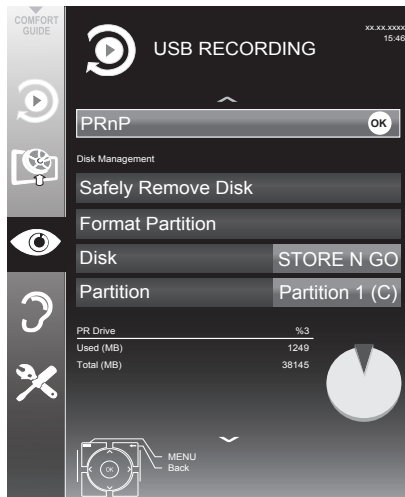 COMFORT
GUIDE
USB RECORDING
xx.xx.xxxx
15:46
PRnP OK
Disk Management
Safely Remove Disk
Format Partition
Disk STORE N GO
Partition Partition 1 (C)
PR Drive %3
Used (MB) 1249
Total (MB) 38145
MENU
Back
OK